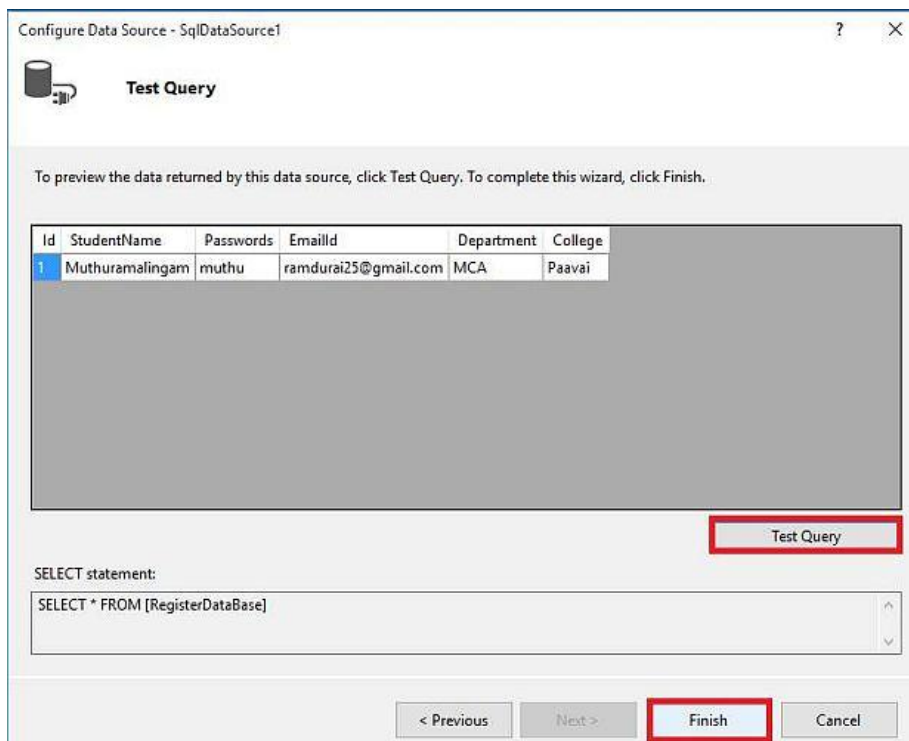 Configure Data Source - SqlDataSource1
? X
Test Query
To preview the data returned by this data source, click Test Query. To complete this wizard, click Finish.
Id StudentName Passwords EmailId Department College
1 Muthuramalingam muthu ramdurai25@gmail.com MCA Paavai
Test Query
SELECT statement:
SELECT * FROM [RegisterDataBase]
< Previous Next > Finish Cancel